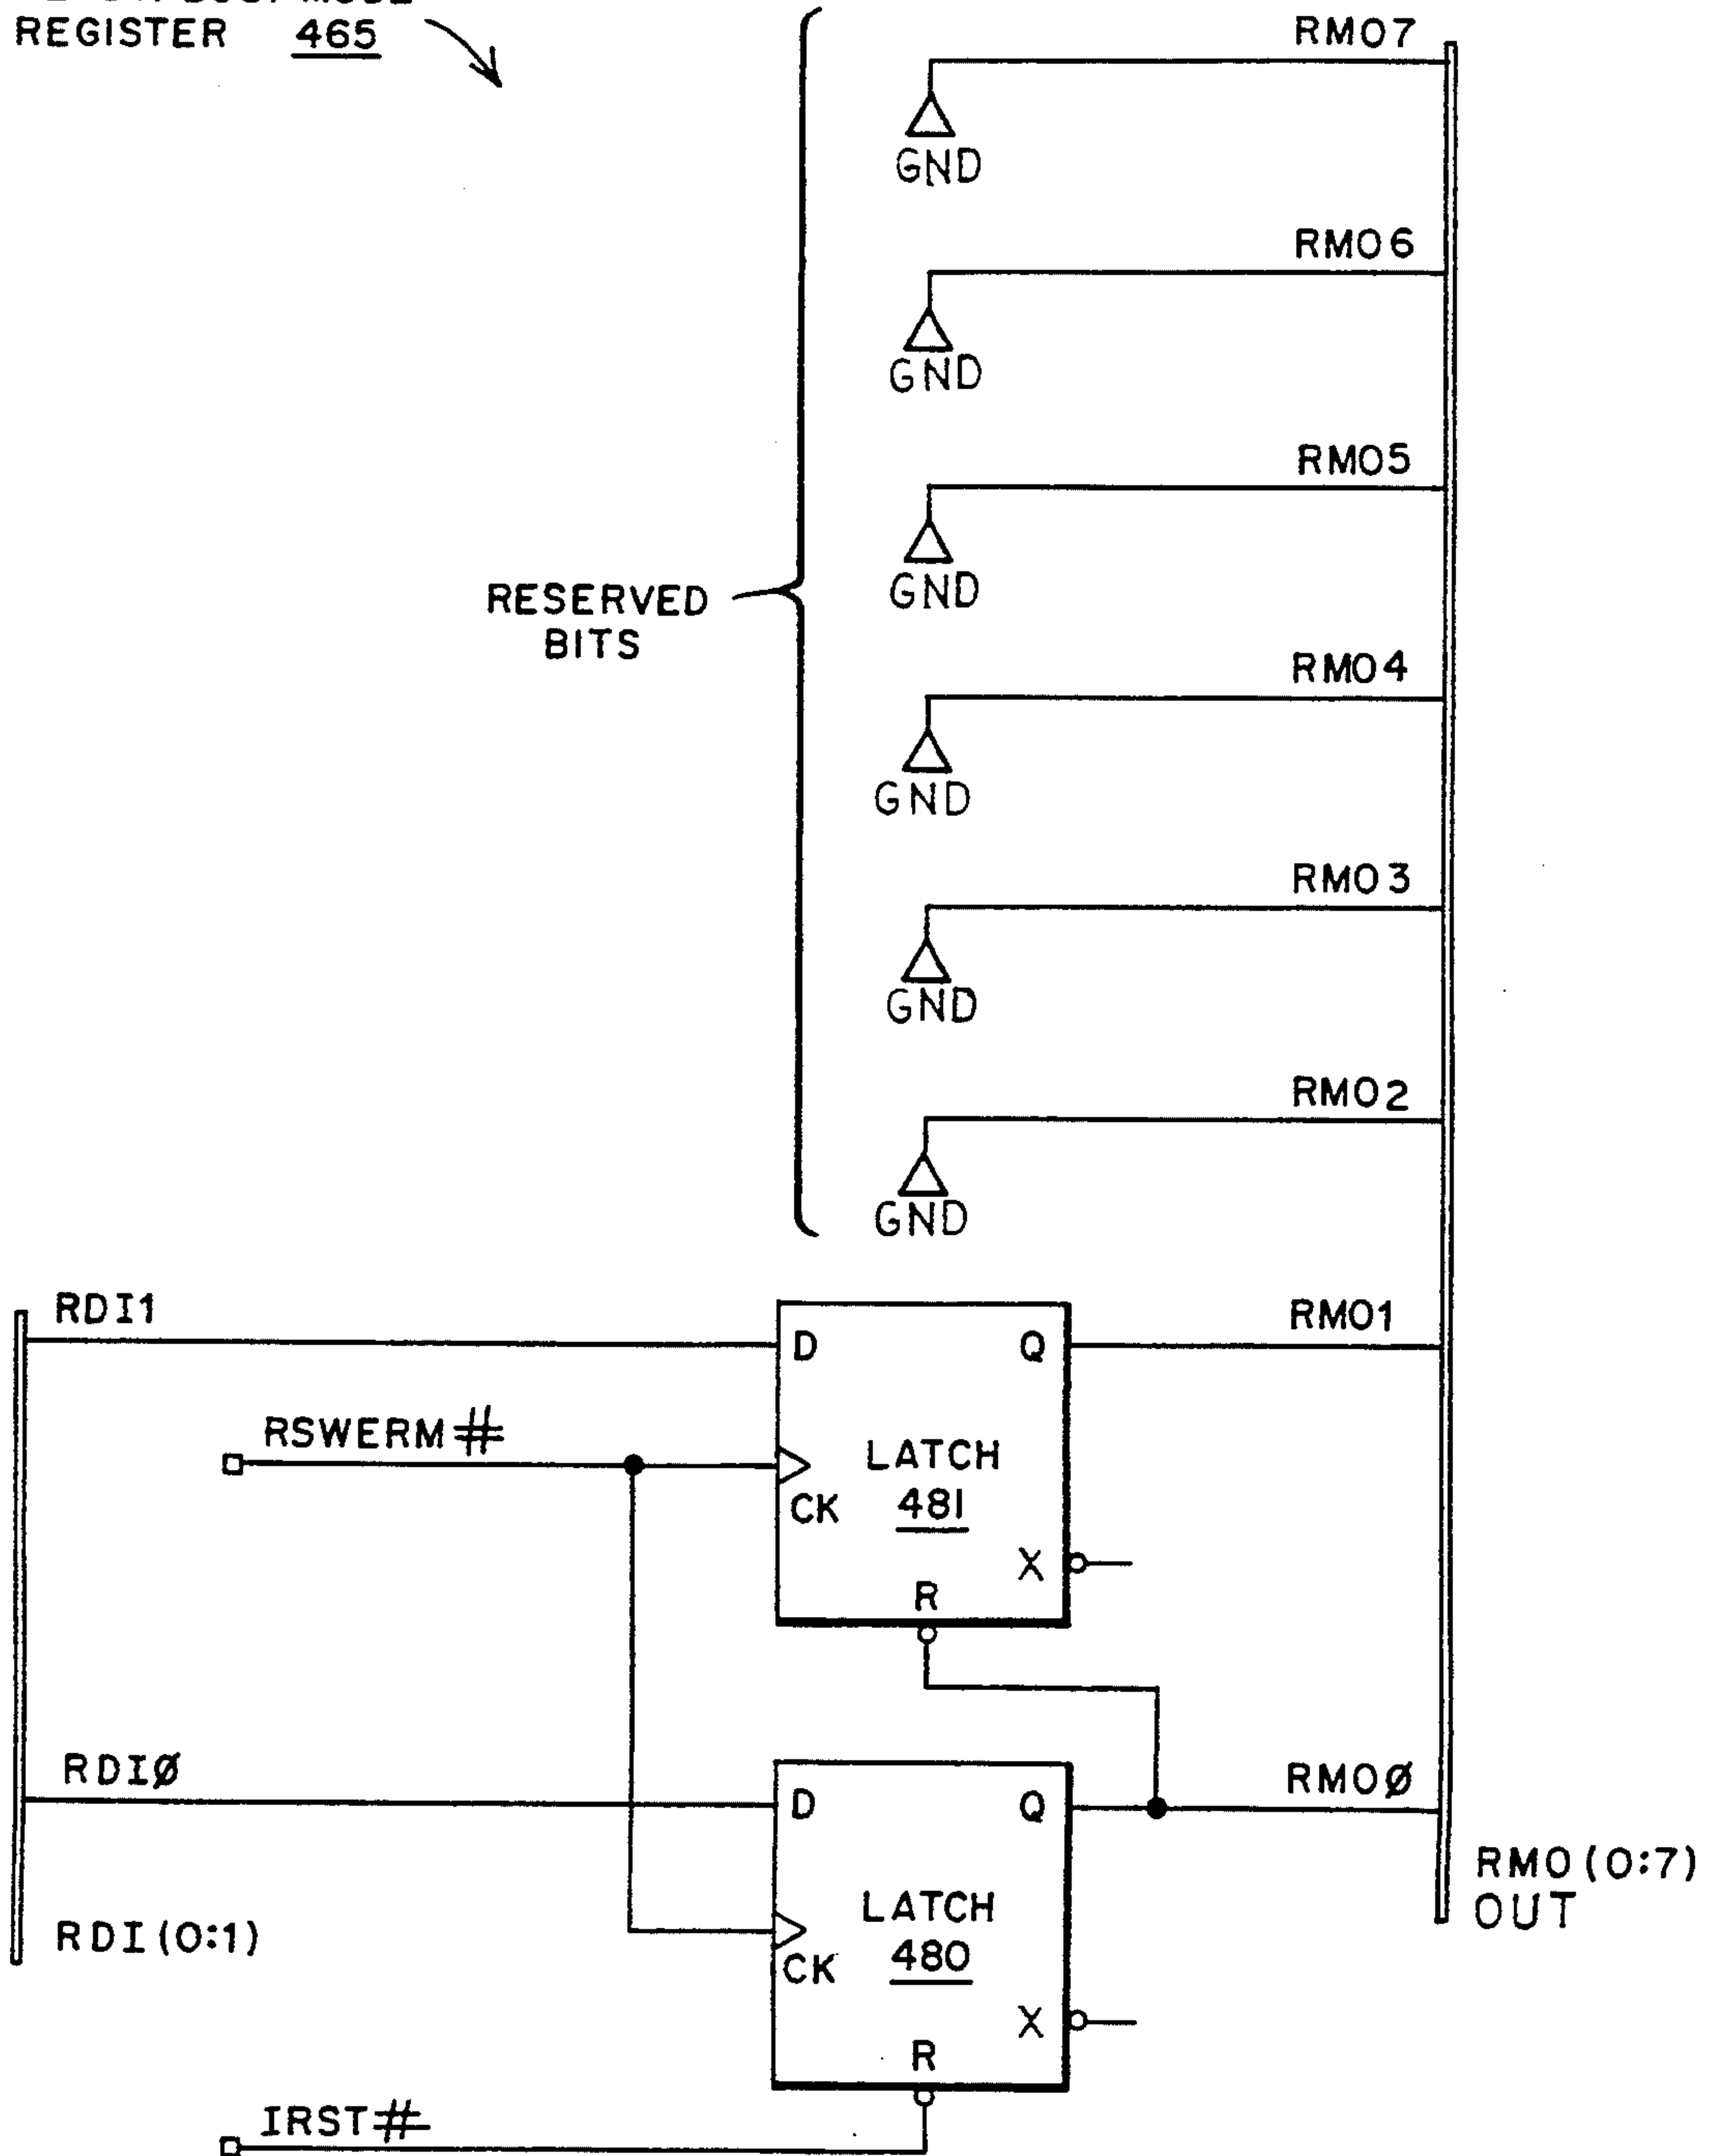 REGISTER 465
RMO7
GND
RMO6
GND
RMO5
GND
RESERVED
BITS
RMO4
GND
RMO3
GND
RMO2
GND
RDI1
D
Q
RMO1
RSWERM#
LATCH
481
CK
X
R
RDIØ
D
Q
RMOØ
RMO(0:7)
OUT
LATCH
480
RDI(0:1)
CK
X
R
IRST#